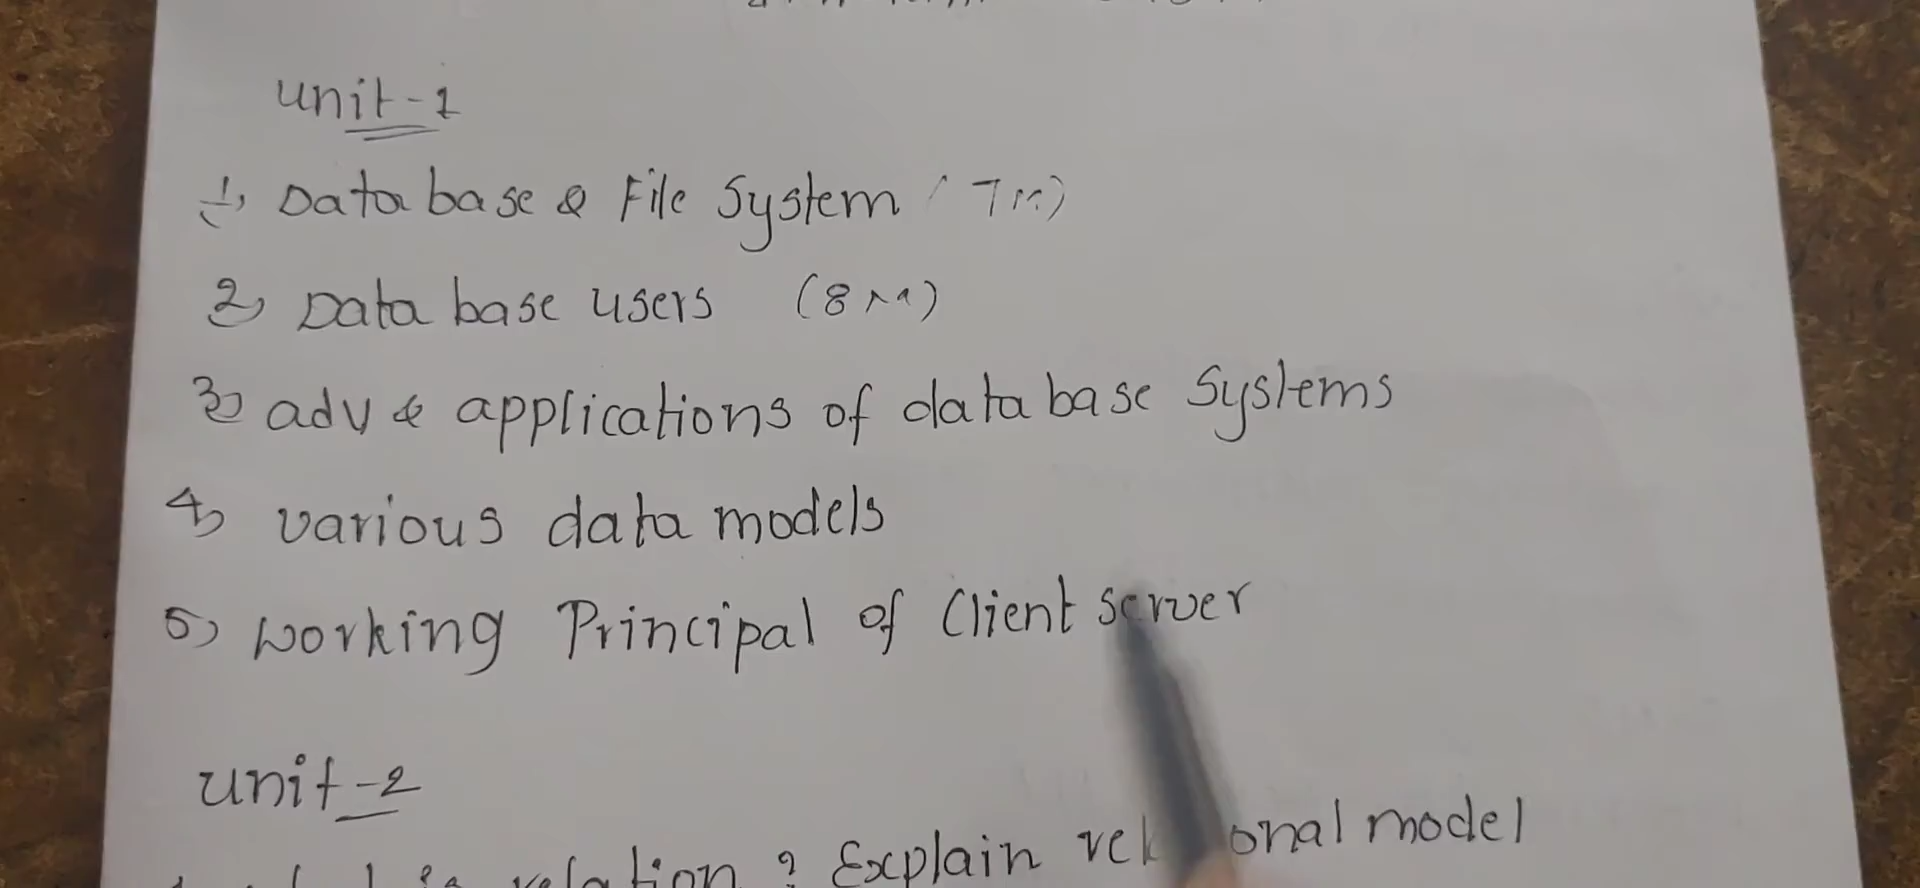 unit-1
1, Data base & File System (7m)
2, Data base users (8M)
3) adv & applications of data base Systems
4, various data models
5) working Principal of Client server
unit-2
relation ? Explain onal model